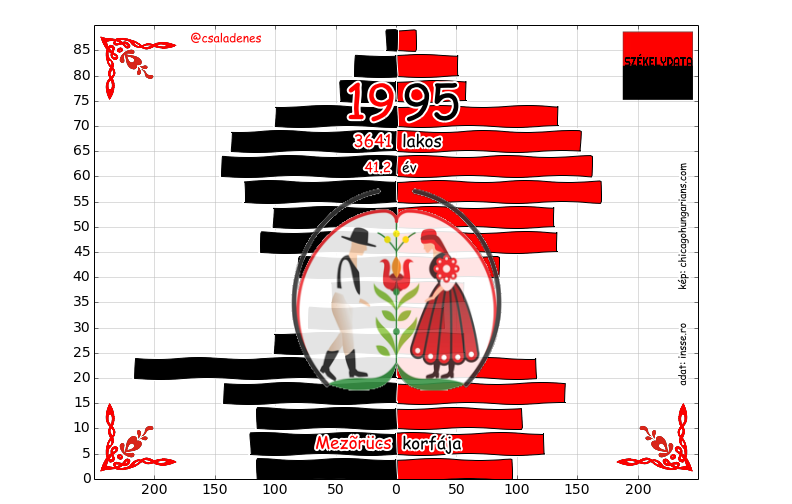 @csaladenes
SZÉKELYDATA
1995
3641 lakos
41,2 év
kép: chicagohungarians.com
adat: insse.ro
Mezőrücs korfája
85
80
75
70
65
60
55
50
45
40
35
30
25
20
15
10
5
0
200 150 100 50 0 50 100 150 200